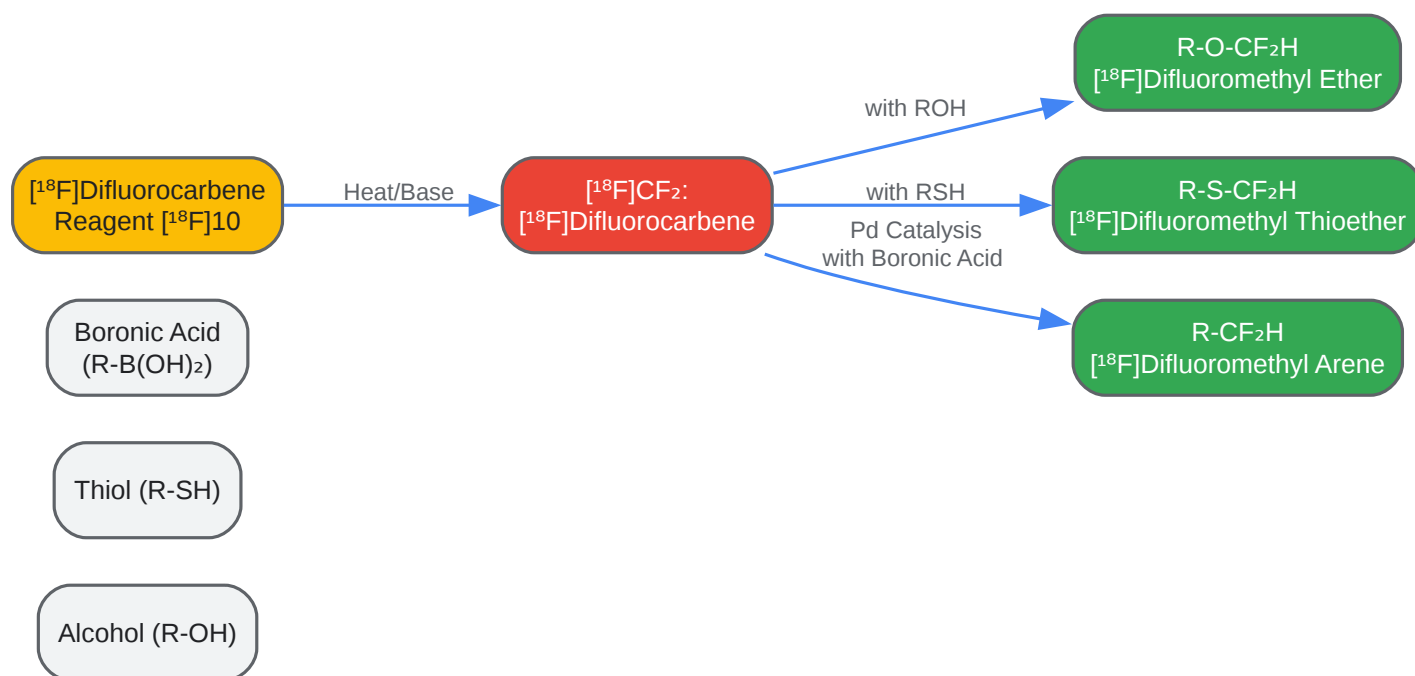 [¹⁸F]Difluorocarbene
Reagent [¹⁸F]10
Heat/Base
[¹⁸F]CF₂:
[¹⁸F]Difluorocarbene
with ROH
with RSH
Pd Catalysis
with Boronic Acid
R-O-CF₂H
[¹⁸F]Difluoromethyl Ether
R-S-CF₂H
[¹⁸F]Difluoromethyl Thioether
R-CF₂H
[¹⁸F]Difluoromethyl Arene
Boronic Acid
(R-B(OH)₂)
Thiol (R-SH)
Alcohol (R-OH)